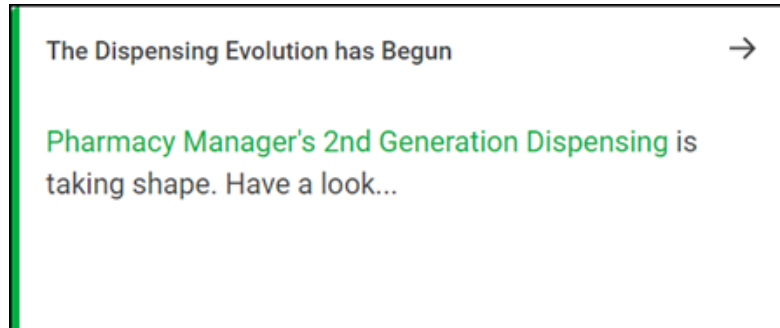 The Dispensing Evolution has Begun
Pharmacy Manager's 2nd Generation Dispensing is
taking shape. Have a look...